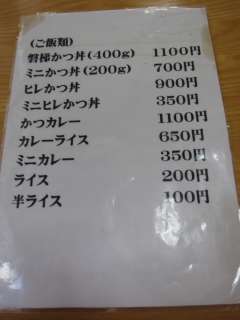 (ご飯類)
磐梯かつ丼(400g) 1100円
ミニかつ丼(200g) 700円
ヒレかつ丼 900円
ミニヒレかつ丼 350円
かつカレー 1100円
カレーライス 650円
ミニカレー 350円
ライス 200円
半ライス 100円